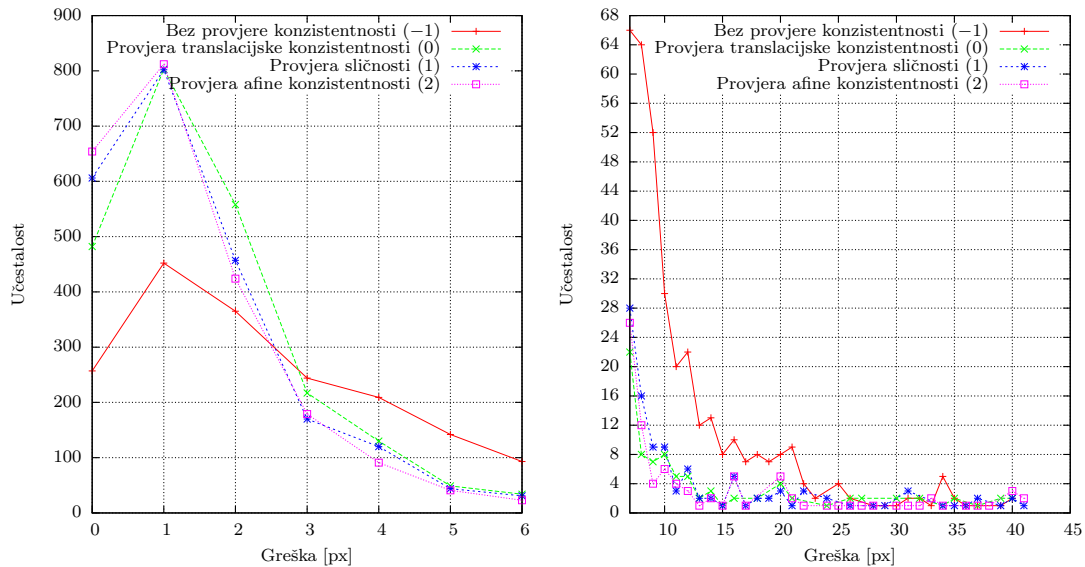 900
800
700
600
500
400
300
200
100
0
0 1 2 3 4 5 6
Učestalost
Greška [px]
Bez provjere konzistentnosti (−1)
Provjera translacijske konzistentnosti (0)
Provjera sličnosti (1)
Provjera afine konzistentnosti (2)
68
64
60
56
52
48
44
40
36
32
28
24
20
16
12
8
4
0
10 15 20 25 30 35 40 45
Učestalost
Greška [px]
Bez provjere konzistentnosti (−1)
Provjera translacijske konzistentnosti (0)
Provjera sličnosti (1)
Provjera afine konzistentnosti (2)